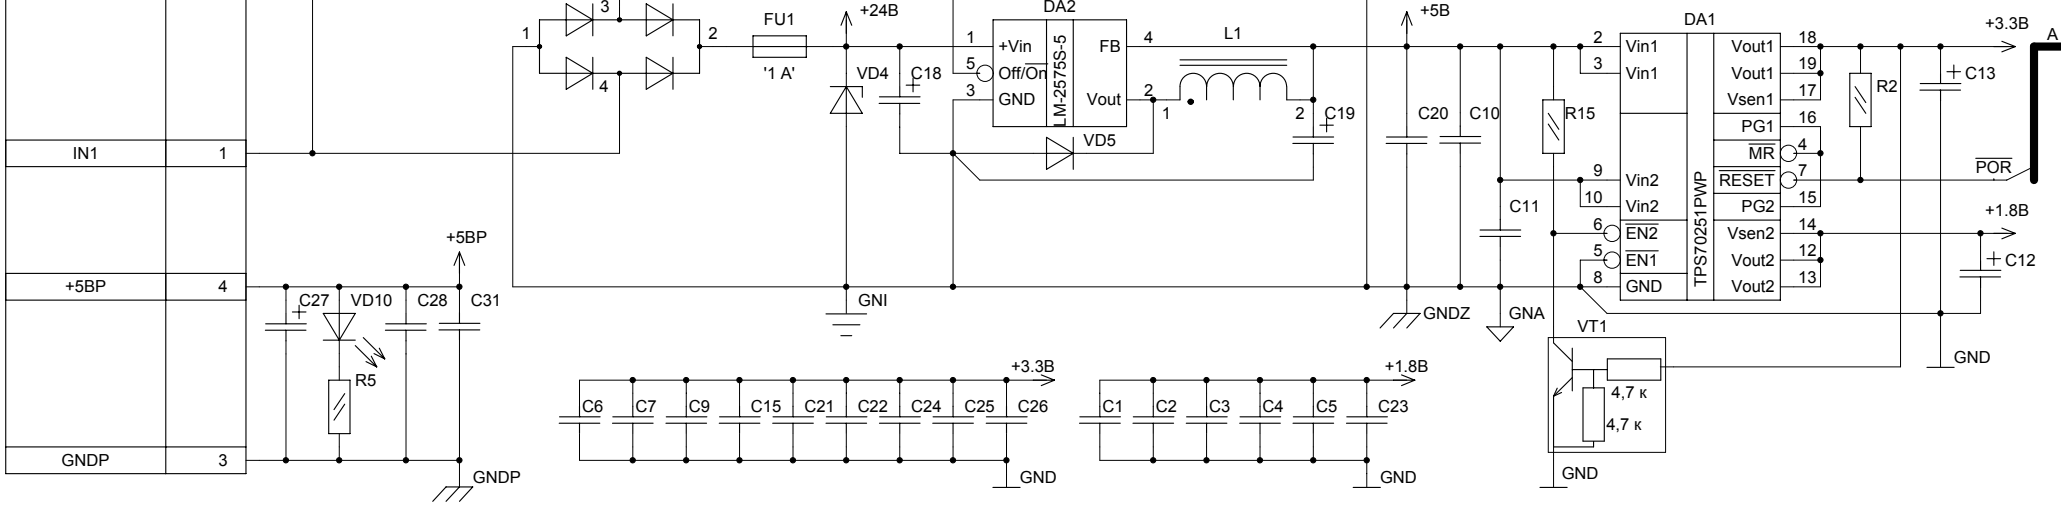 3
1
2
4
FU1
'1 A'
+24В
VD4
C18
+
DA2
LM-2575S-5
1
+Vin
5
Off/On
3
GND
FB
4
Vout
2
VD5
L1
1
2
C19
+
+5В
C20
C10
R15
C11
DA1
TPS70251PWP
2
Vin1
3
Vin1
9
Vin2
10
Vin2
6
EN2
5
EN1
8
GND
Vout1
18
Vout1
19
Vsen1
17
PG1
16
MR
4
RESET
7
PG2
15
Vsen2
14
Vout2
12
Vout2
13
+3.3В
A
R2
+
C13
POR
+1.8В
+
C12
IN1
1
+5ВР
+5ВР
4
C27
+
VD10
C28
C31
R5
GNDP
3
GNDP
GNI
GNDZ
GNA
VT1
4,7 к
4,7 к
GND
GND
+3.3В
C6
C7
C9
C15
C21
C22
C24
C25
C26
GND
+1.8В
C1
C2
C3
C4
C5
C23
GND